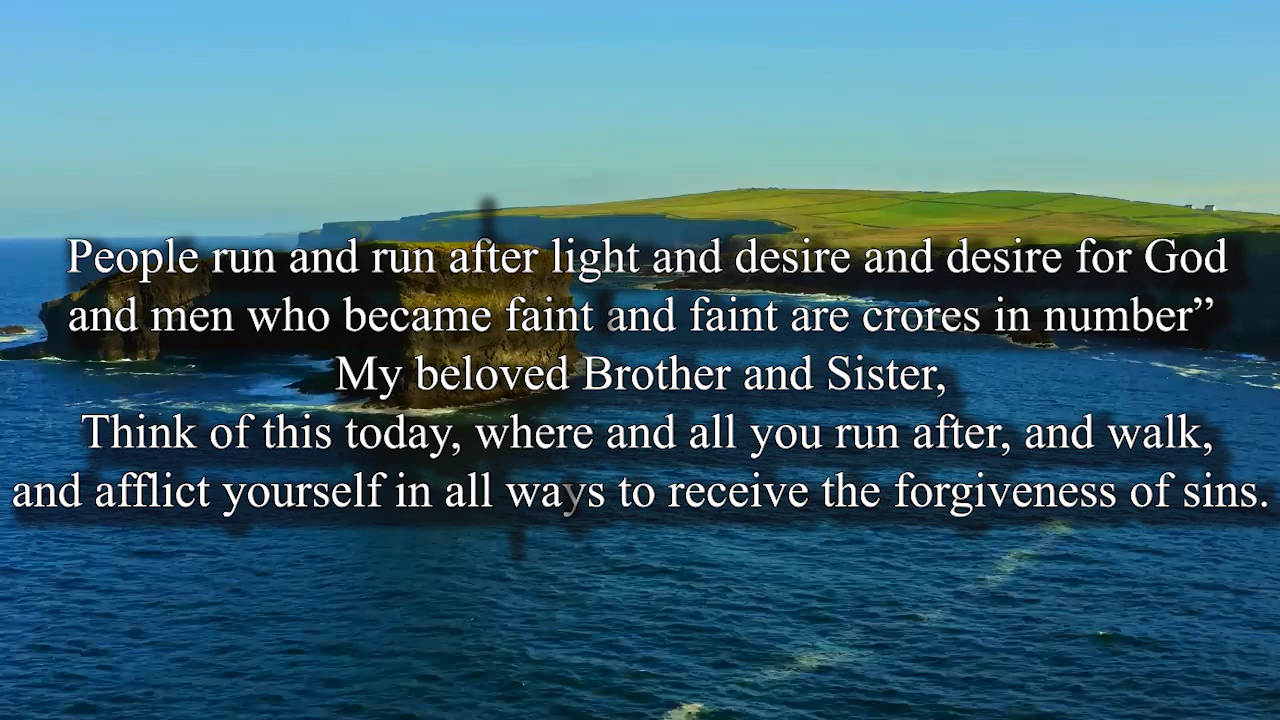 People run and run after light and desire and desire for God
and men who became faint and faint are crores in number”
My beloved Brother and Sister,
Think of this today, where and all you run after, and walk,
and afflict yourself in all ways to receive the forgiveness of sins.